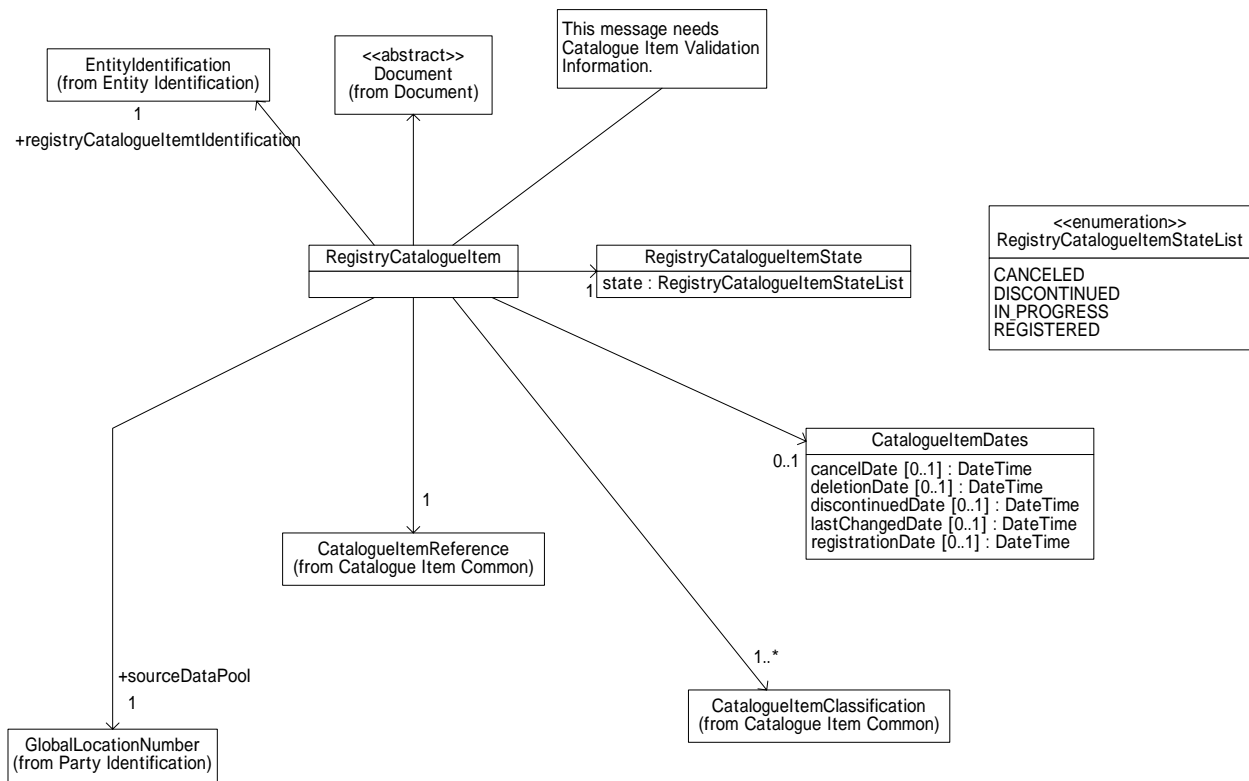 This message needs
Catalogue Item Validation
Information.
EntityIdentification
(from Entity Identification)
<<abstract>>
Document
(from Document)
1
+registryCatalogueItemtIdentification
<<enumeration>>
RegistryCatalogueItemStateList
CANCELED
DISCONTINUED
IN_PROGRESS
REGISTERED
RegistryCatalogueItem
RegistryCatalogueItemState
state : RegistryCatalogueItemStateList
1
CatalogueItemDates
cancelDate [0..1] : DateTime
deletionDate [0..1] : DateTime
discontinuedDate [0..1] : DateTime
lastChangedDate [0..1] : DateTime
registrationDate [0..1] : DateTime
0..1
1
CatalogueItemReference
(from Catalogue Item Common)
1..*
CatalogueItemClassification
(from Catalogue Item Common)
+sourceDataPool
1
GlobalLocationNumber
(from Party Identification)